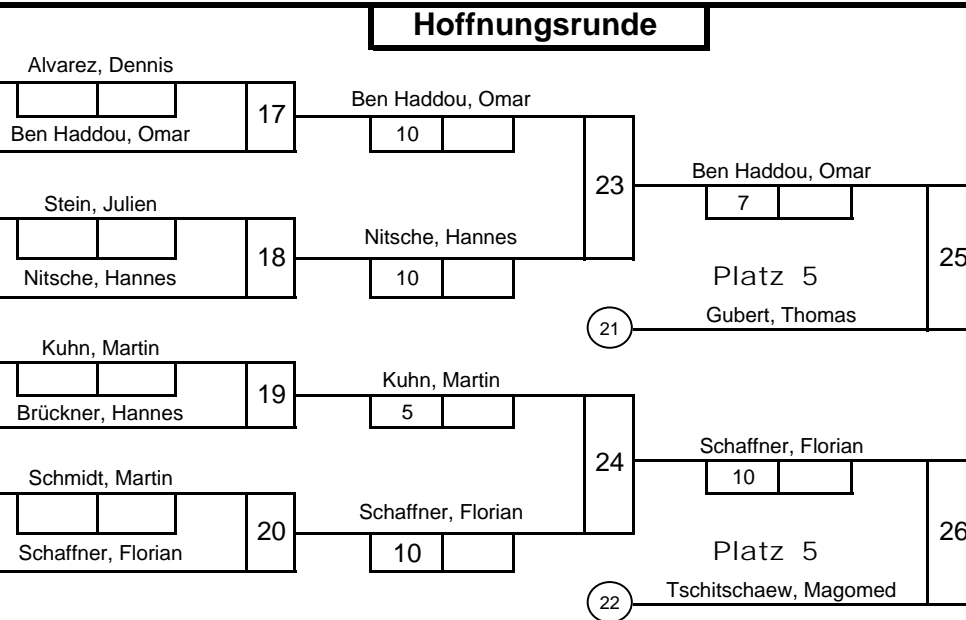 Hoffnungsrunde
Alvarez, Dennis
Ben Haddou, Omar
17
Ben Haddou, Omar
10
Stein, Julien
Nitsche, Hannes
18
Nitsche, Hannes
10
23
Ben Haddou, Omar
7
Platz 5
21
Gubert, Thomas
25
Kuhn, Martin
Brückner, Hannes
19
Kuhn, Martin
5
Schmidt, Martin
Schaffner, Florian
20
Schaffner, Florian
10
24
Schaffner, Florian
10
Platz 5
22
Tschitschaew, Magomed
26